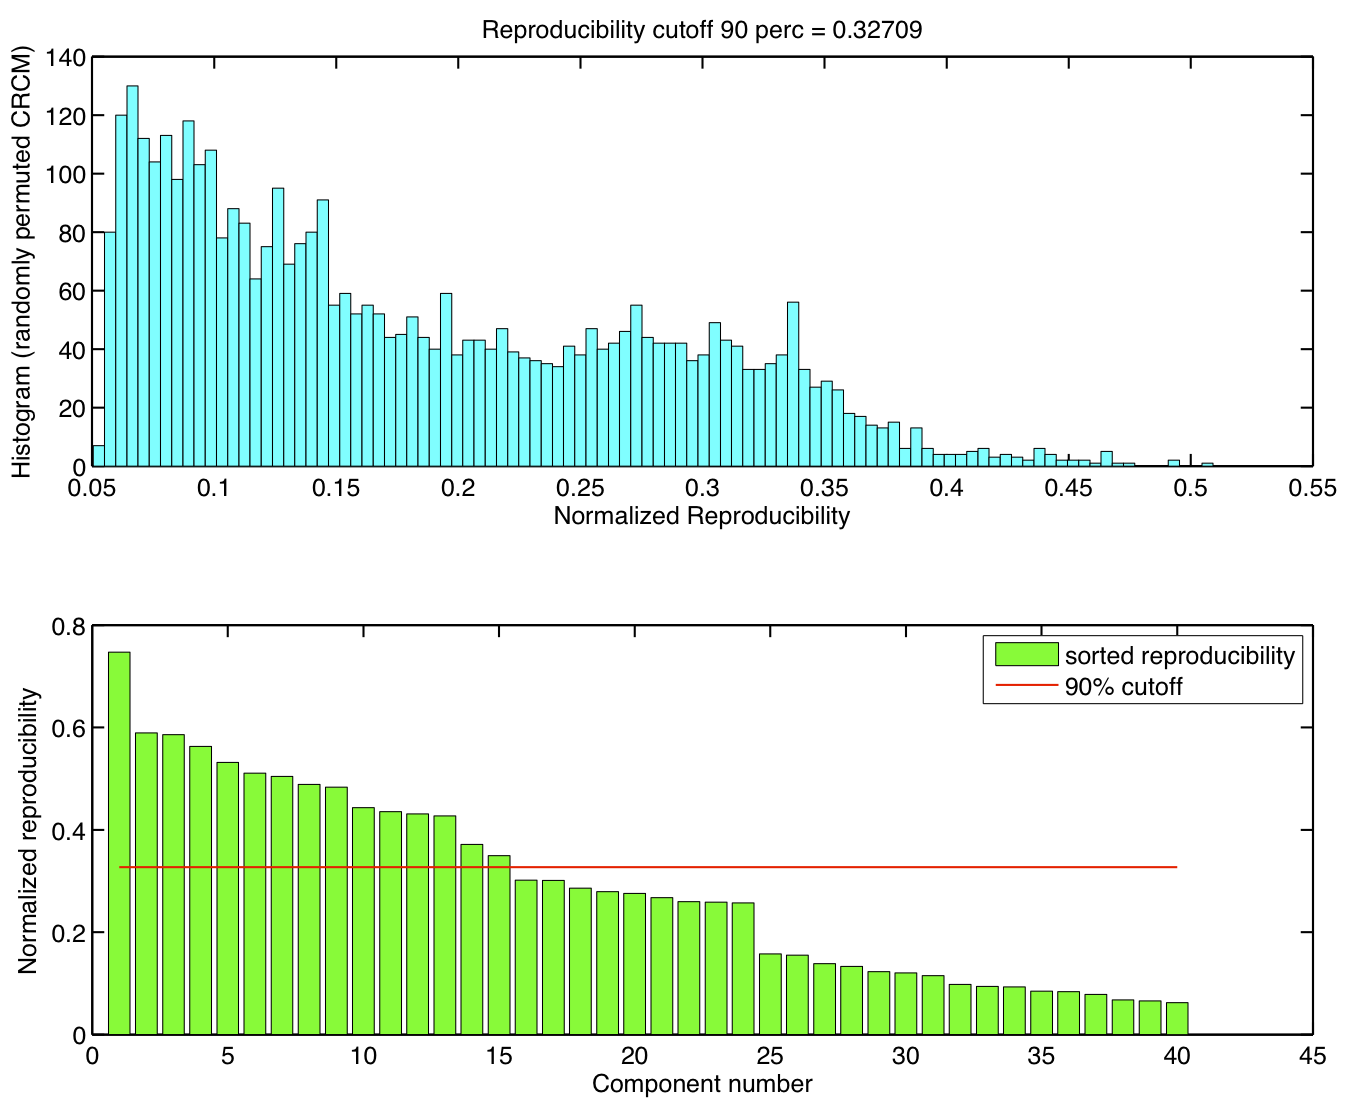 Reproducibility cutoff 90 perc = 0.32709
Histogram (randomly permuted CRCM)
140
120
100
80
60
40
20
0
0.05 0.1 0.15 0.2 0.25 0.3 0.35 0.4 0.45 0.5 0.55
Normalized Reproducibility
Normalized reproducibility
0.8
0.6
0.4
0.2
0
sorted reproducibility
90% cutoff
0 5 10 15 20 25 30 35 40 45
Component number